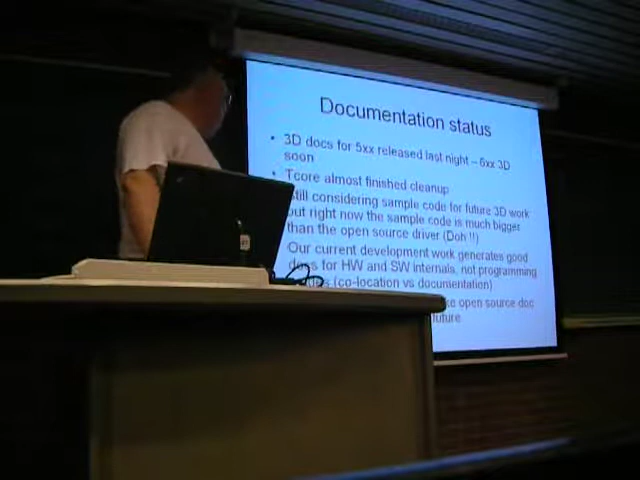 Documentation status
• 3D docs for 5xx released last night – 6xx 3D
soon
• Tcore almost finished cleanup
still considering sample code for future 3D work
but right now the sample code is much bigger
than the open source driver (Doh !!)
Our current development work generates good
docs for HW and SW internals, not programming
(co-location vs documentation)
open source doc
future